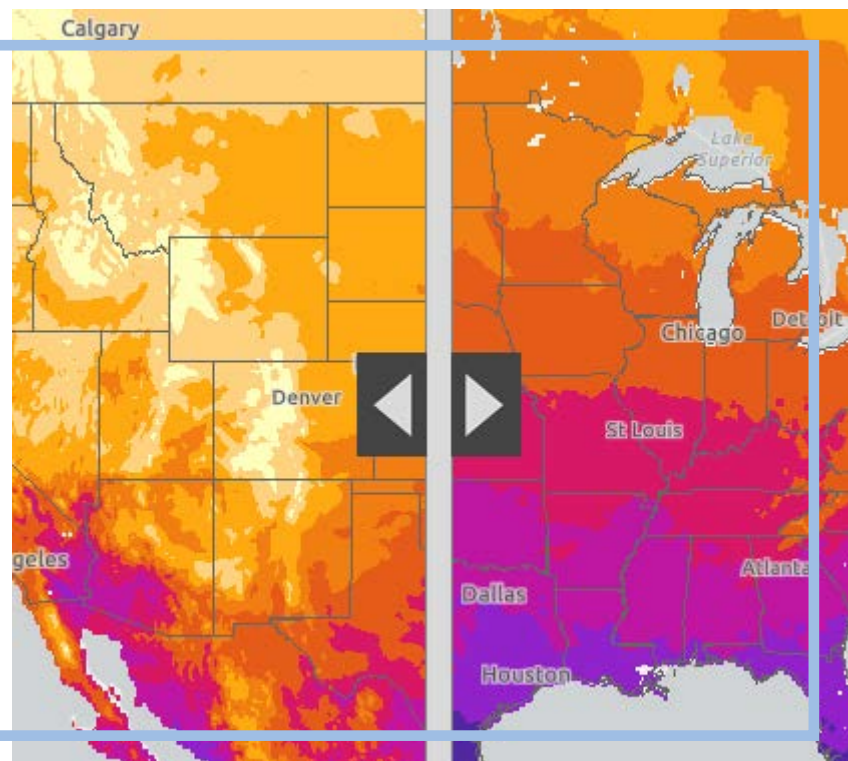 Calgary
Lake
Superior
Chicago
Detroit
Denver
St Louis
geles
Atlanta
Dallas
Houston